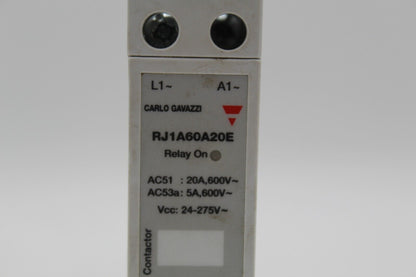 L1~ A1~
CARLO GAVAZZI
RJ1A60A20E
Relay On
AC51 : 20A,600V~
AC53a: 5A,600V~
Vcc: 24-275V~
Contactor